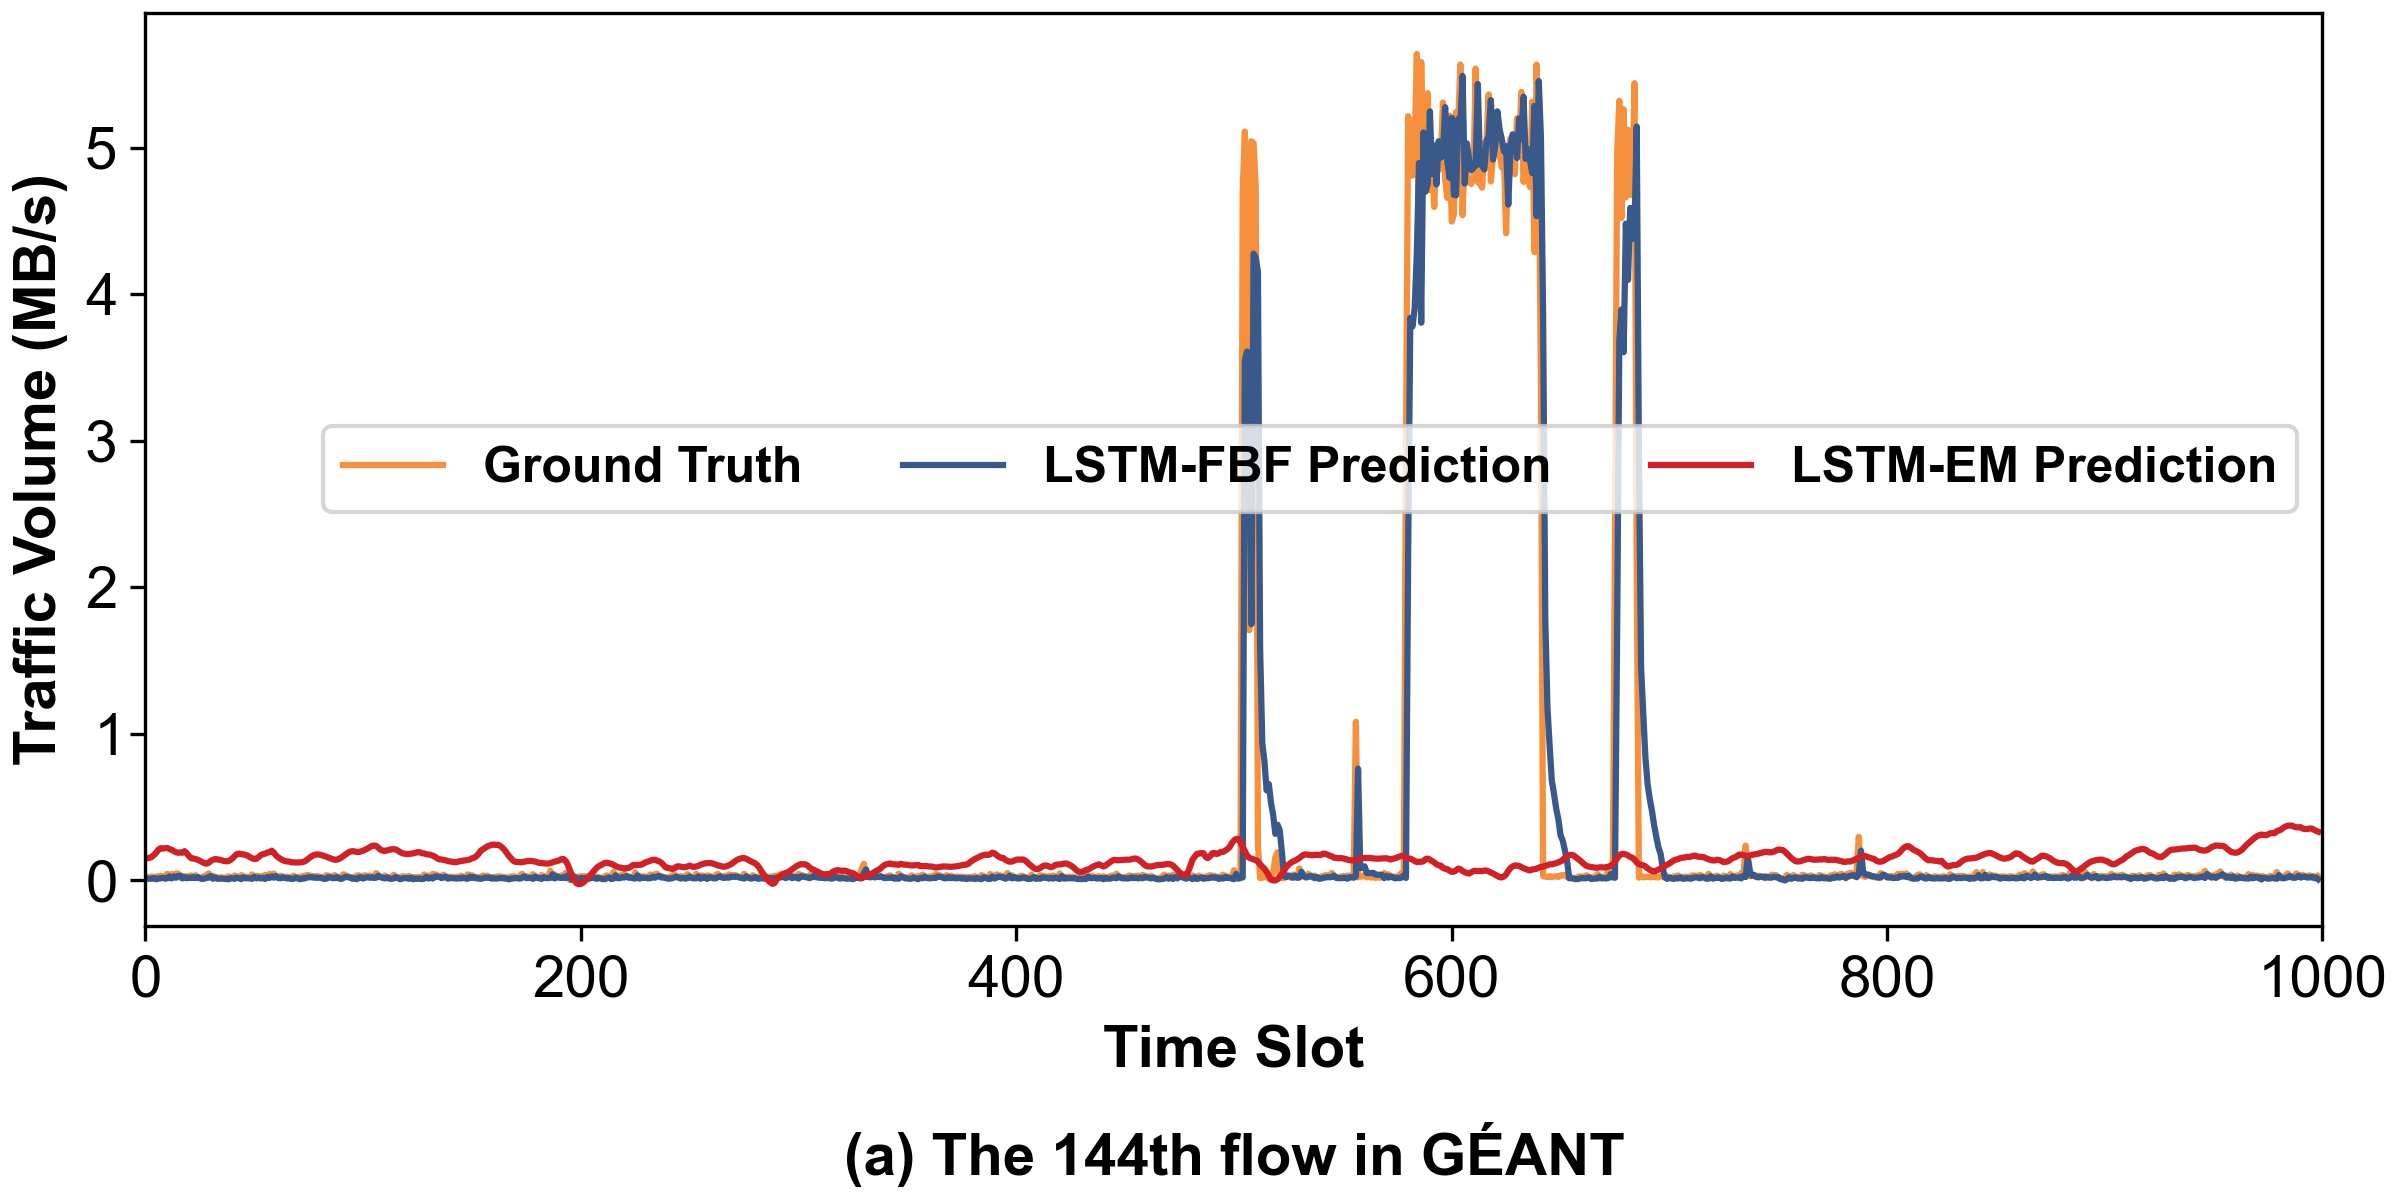 Traffic Volume (MB/s)
5
4
3
2
1
0
Ground Truth
LSTM-FBF Prediction
LSTM-EM Prediction
0 200 400 600 800 1000
Time Slot
(a) The 144th flow in GÉANT